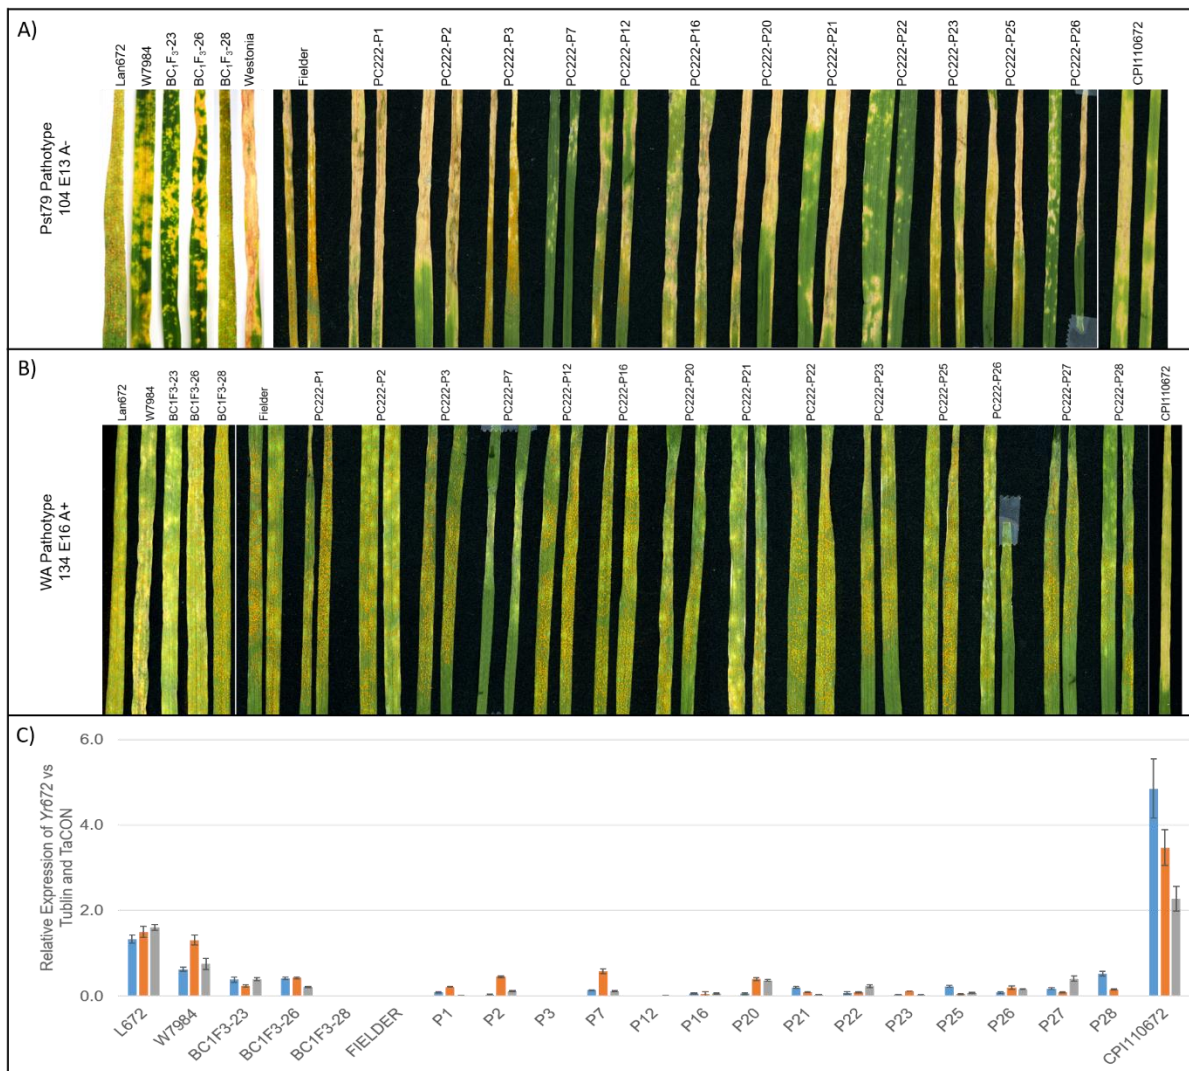 A)
Lan672
W7984
BC₁F₃-23
BC₁F₃-26
BC₁F₃-28
Westonia
Fielder
PC222-P1
PC222-P2
PC222-P3
PC222-P7
PC222-P12
PC222-P16
PC222-P20
PC222-P21
PC222-P22
PC222-P23
PC222-P25
PC222-P26
CPI110672
Pst79 Pathotype
104 E13 A-
B)
Lan672
W7984
BC1F3-23
BC1F3-26
BC1F3-28
Fielder
PC222-P1
PC222-P2
PC222-P3
PC222-P7
PC222-P12
PC222-P16
PC222-P20
PC222-P21
PC222-P22
PC222-P23
PC222-P25
PC222-P26
PC222-P27
PC222-P28
CPI110672
WA Pathotype
134 E16 A+
C)
Relative Expression of Yr672 vs
Tublin and TaCON
6.0
4.0
2.0
0.0
L672
W7984
BC1F3-23
BC1F3-26
BC1F3-28
FIELDER
P1
P2
P3
P7
P12
P16
P20
P21
P22
P23
P25
P26
P27
P28
CPI110672